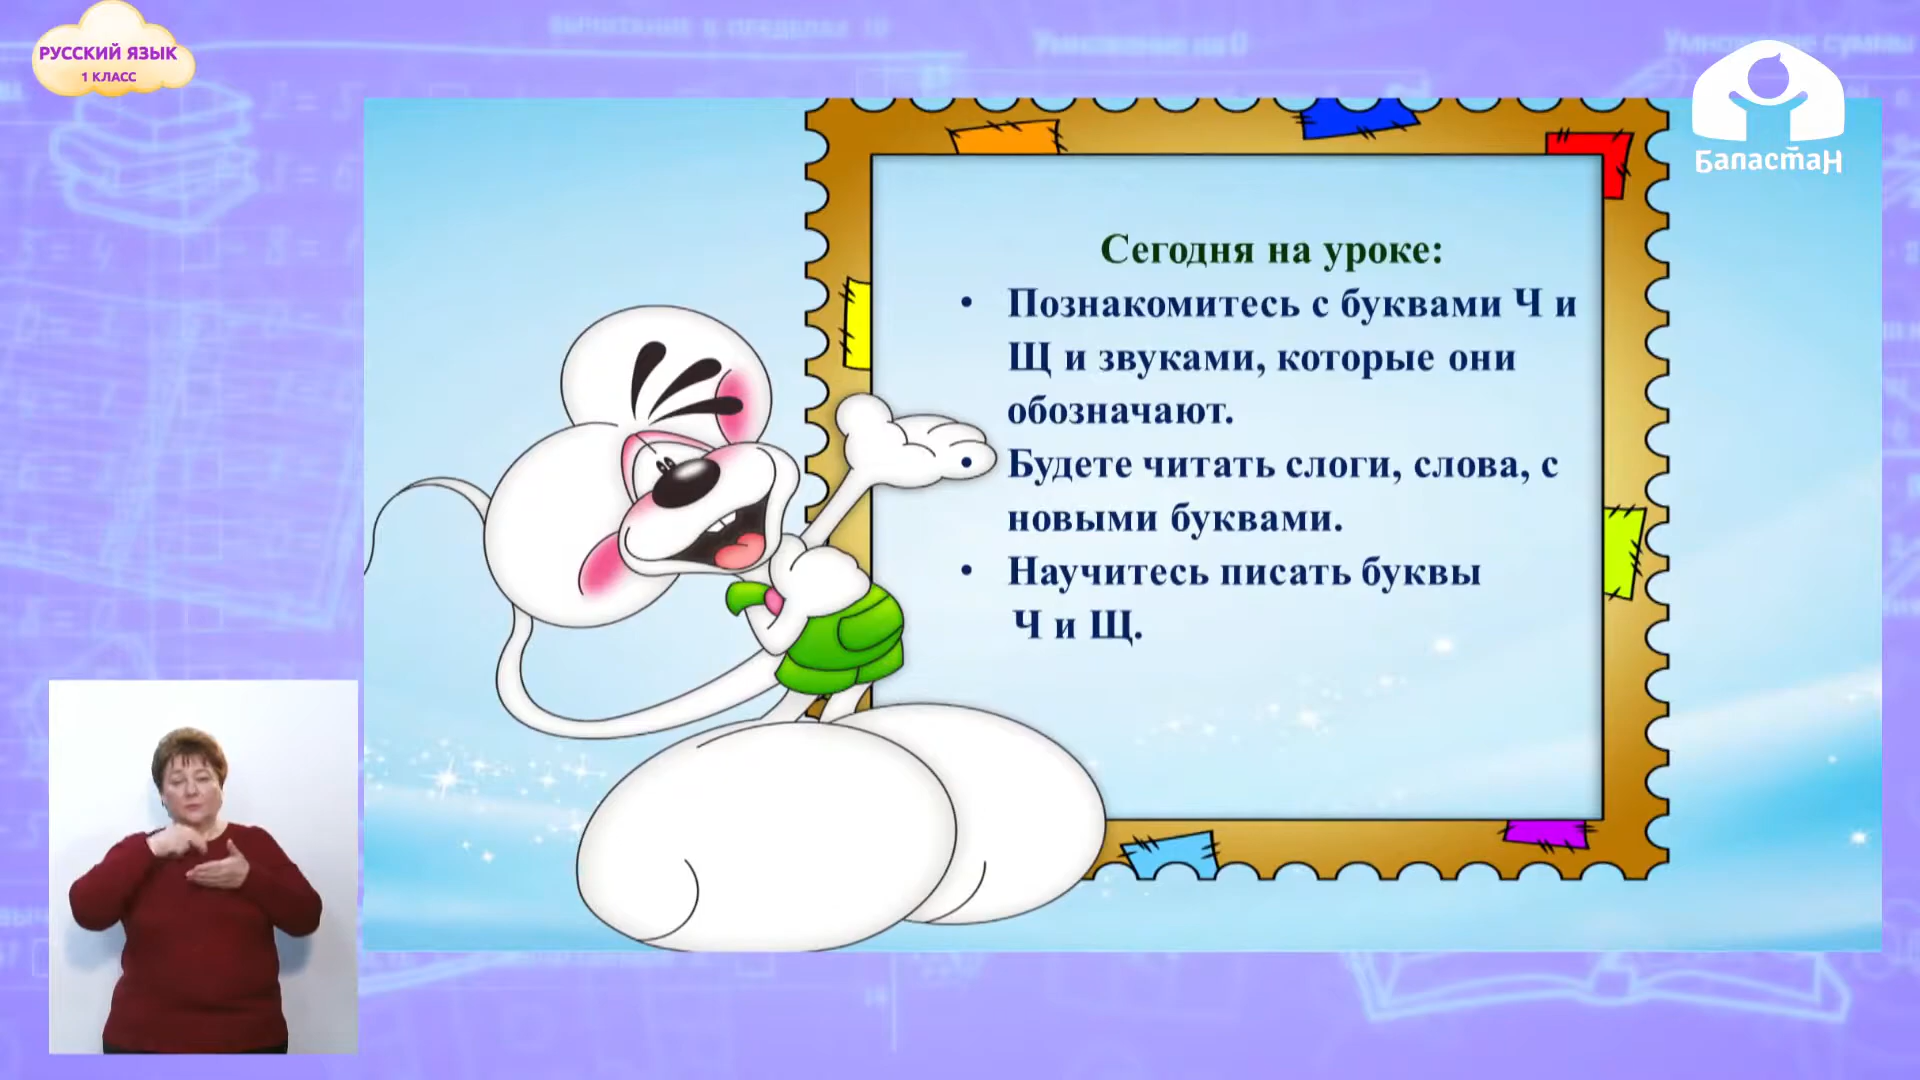 РУССКИЙ ЯЗЫК
1 КЛАСС
Баластан
Сегодня на уроке:
• Познакомитесь с буквами Ч и
Щ и звуками, которые они
обозначают.
• Будете читать слоги, слова, с
новыми буквами.
• Научитесь писать буквы
Ч и Щ.